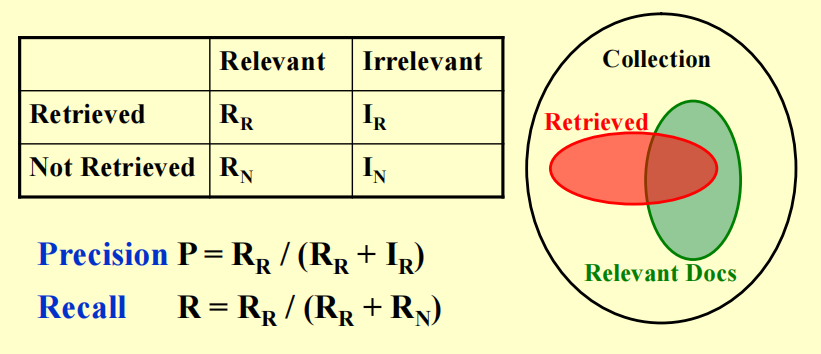 Relevant Irrelevant
Retrieved R_R I_R
Not Retrieved R_N I_N
Precision P = R_R / (R_R + I_R)
Recall R = R_R / (R_R + R_N)
Collection
Retrieved
Relevant Docs